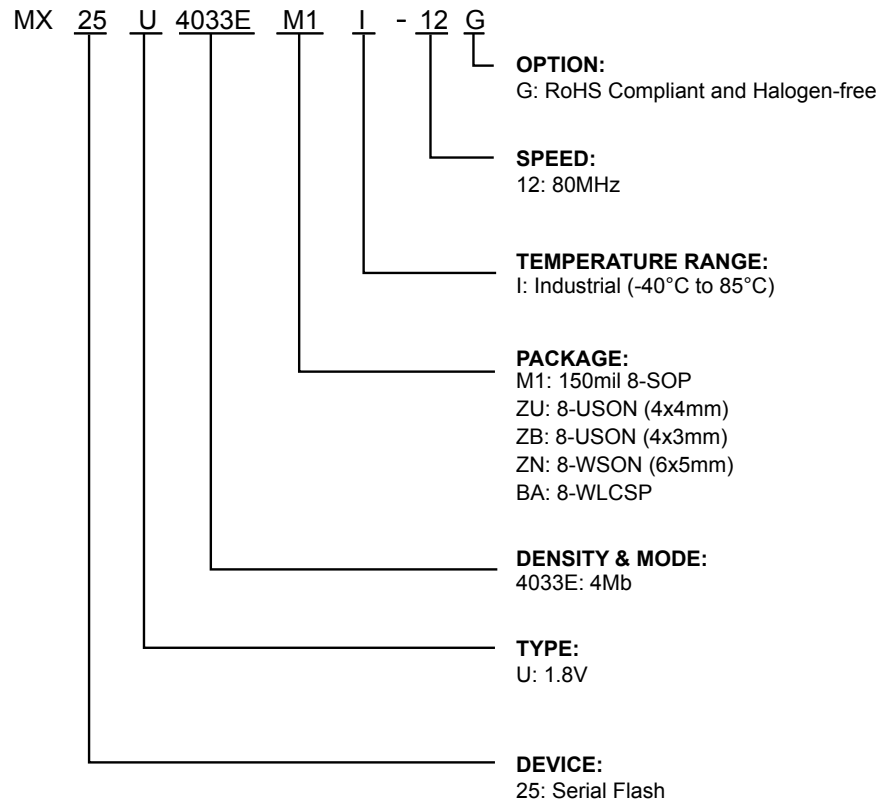 MX 25 U 4033E M1 I - 12 G
OPTION:
G: RoHS Compliant and Halogen-free
SPEED:
12: 80MHz
TEMPERATURE RANGE:
I: Industrial (-40°C to 85°C)
PACKAGE:
M1: 150mil 8-SOP
ZU: 8-USON (4x4mm)
ZB: 8-USON (4x3mm)
ZN: 8-WSON (6x5mm)
BA: 8-WLCSP
DENSITY & MODE:
4033E: 4Mb
TYPE:
U: 1.8V
DEVICE:
25: Serial Flash